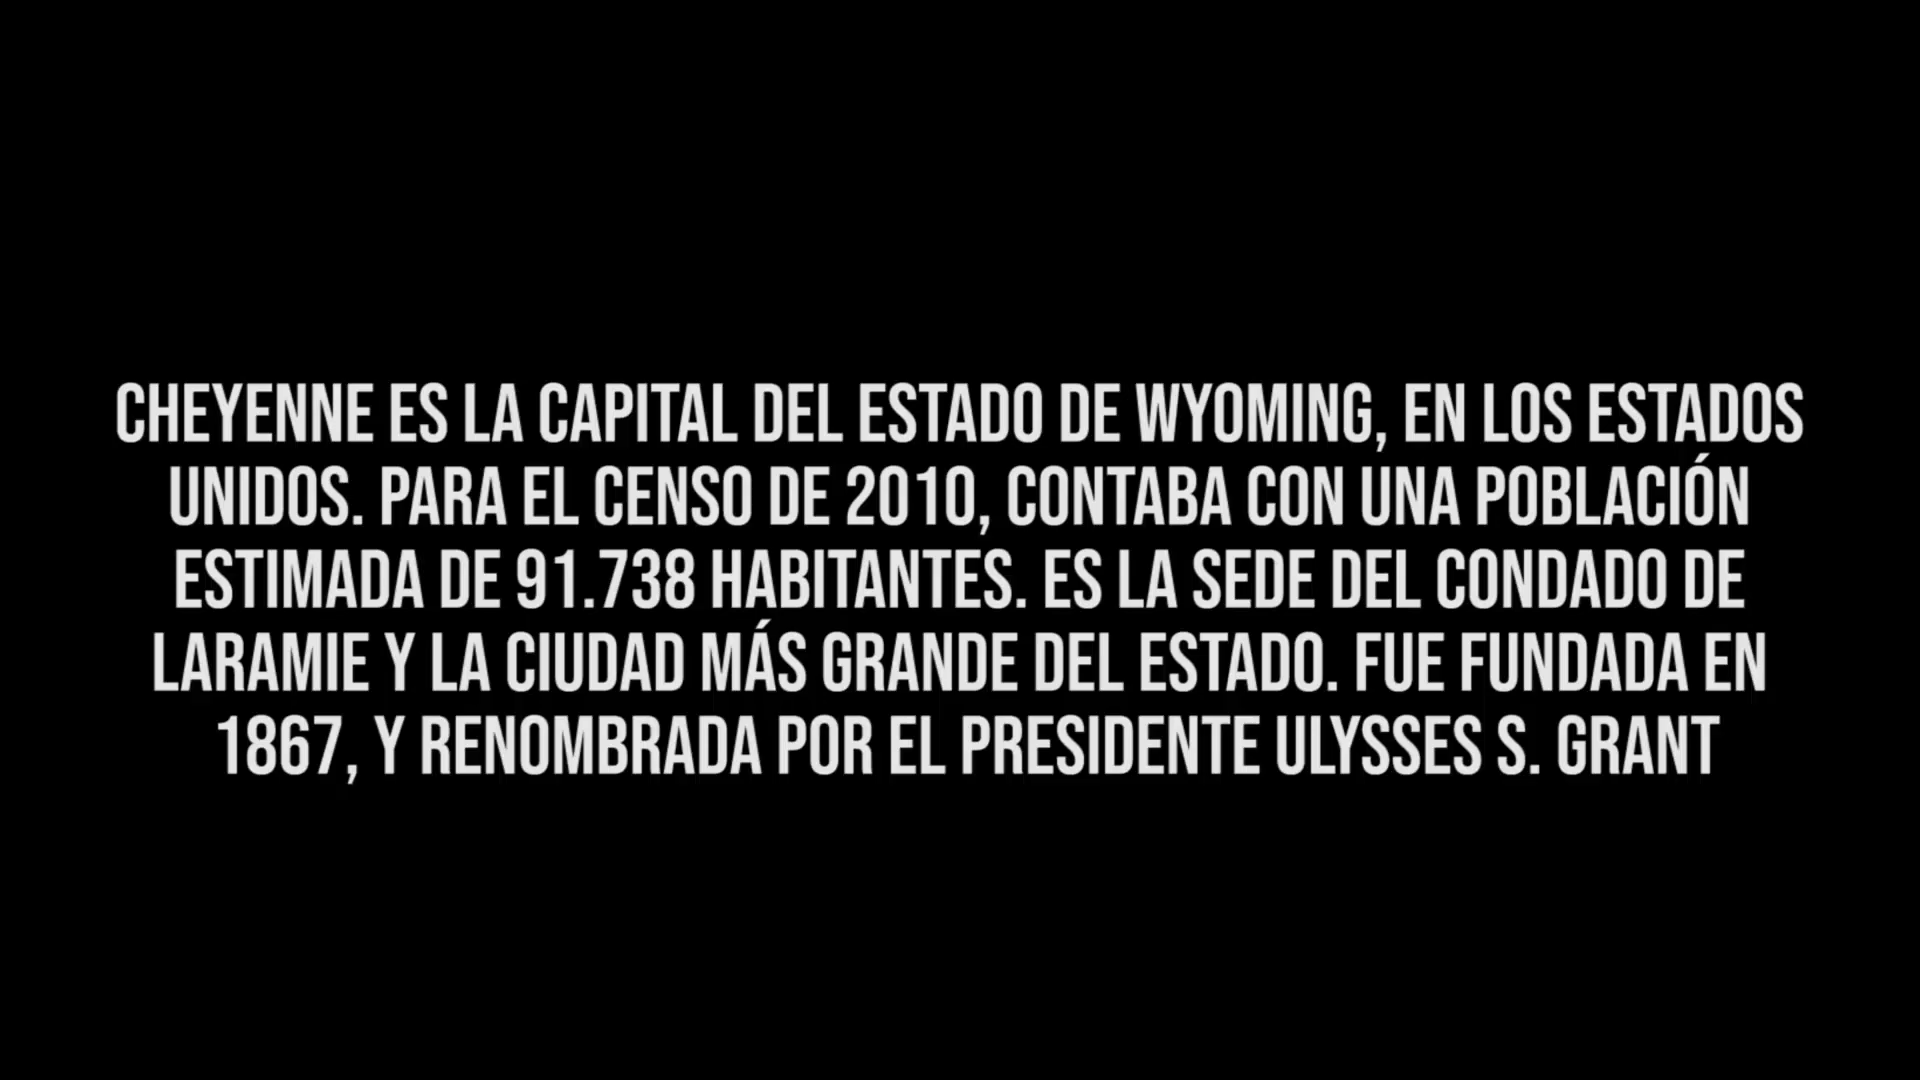 CHEYENNE ES LA CAPITAL DEL ESTADO DE WYOMING, EN LOS ESTADOS
UNIDOS. PARA EL CENSO DE 2010, CONTABA CON UNA POBLACIÓN
ESTIMADA DE 91.738 HABITANTES. ES LA SEDE DEL CONDADO DE
LARAMIE Y LA CIUDAD MÁS GRANDE DEL ESTADO. FUE FUNDADA EN
1867, Y RENOMBRADA POR EL PRESIDENTE ULYSSES S. GRANT